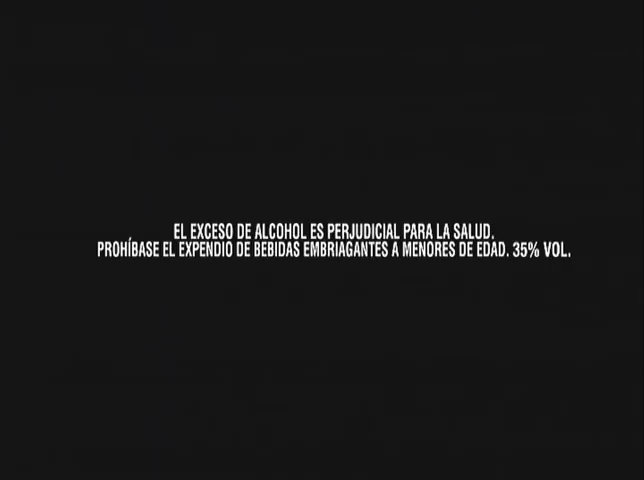 EL EXCESO DE ALCOHOL ES PERJUDICIAL PARA LA SALUD.
PROHÍBASE EL EXPENDIO DE BEBIDAS EMBRIAGANTES A MENORES DE EDAD. 35% VOL.